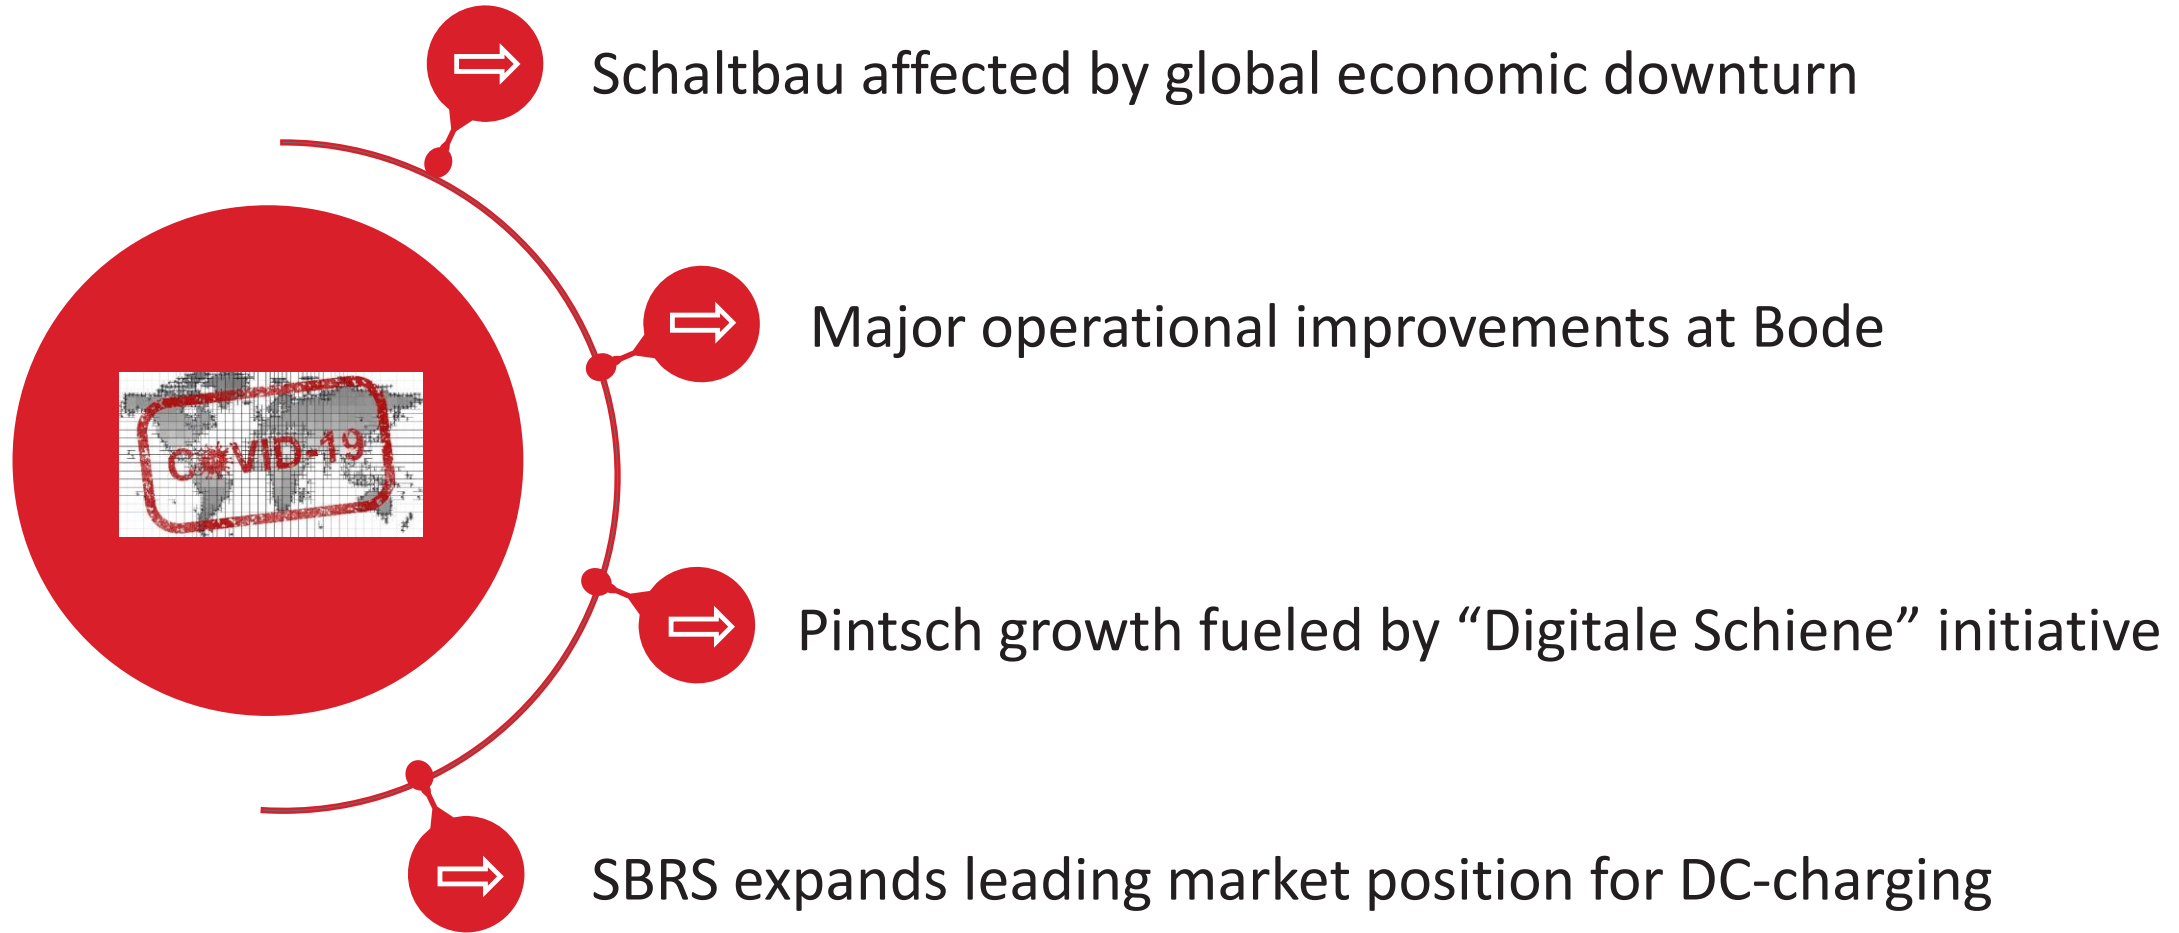 Schaltbau affected by global economic downturn
Major operational improvements at Bode
COVID-19
Pintsch growth fueled by “Digitale Schiene” initiative
SBRS expands leading market position for DC-charging